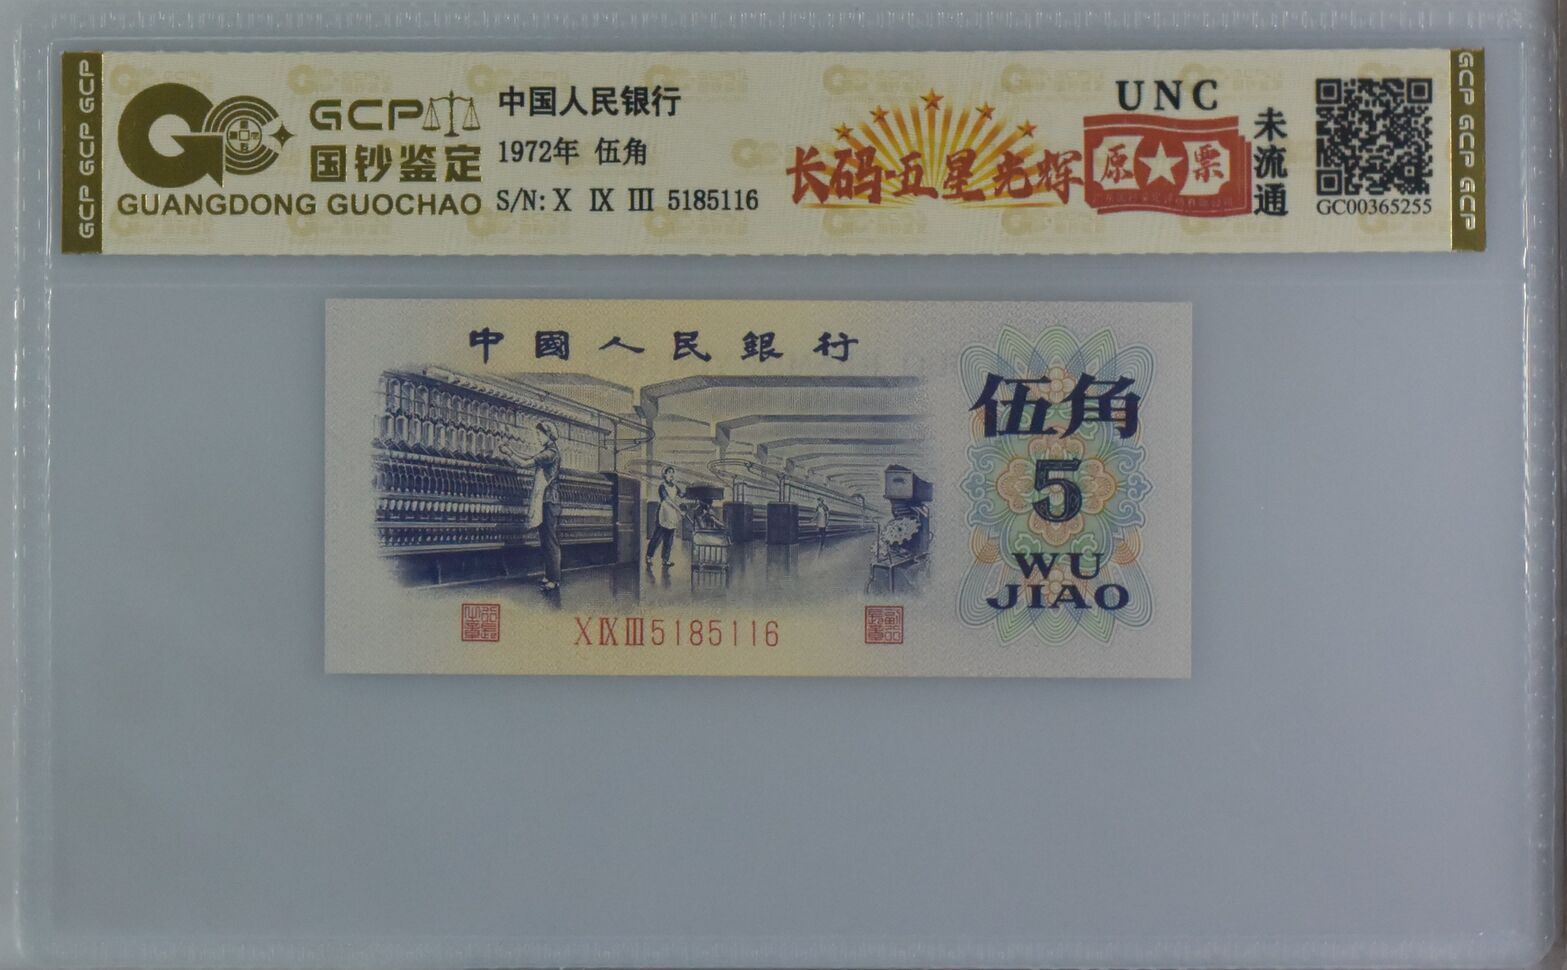 GCP GCP GCP
GCP
国钞鉴定
GUANGDONG GUOCHAO
中国人民银行
1972年 伍角
S/N: X IX III 5185116
长码·五星光辉
UNC
原票
未流通
GC00365255
GCP GCP GCP
中國人民銀行
伍角
5
WU
JIAO
X IX III 5185116